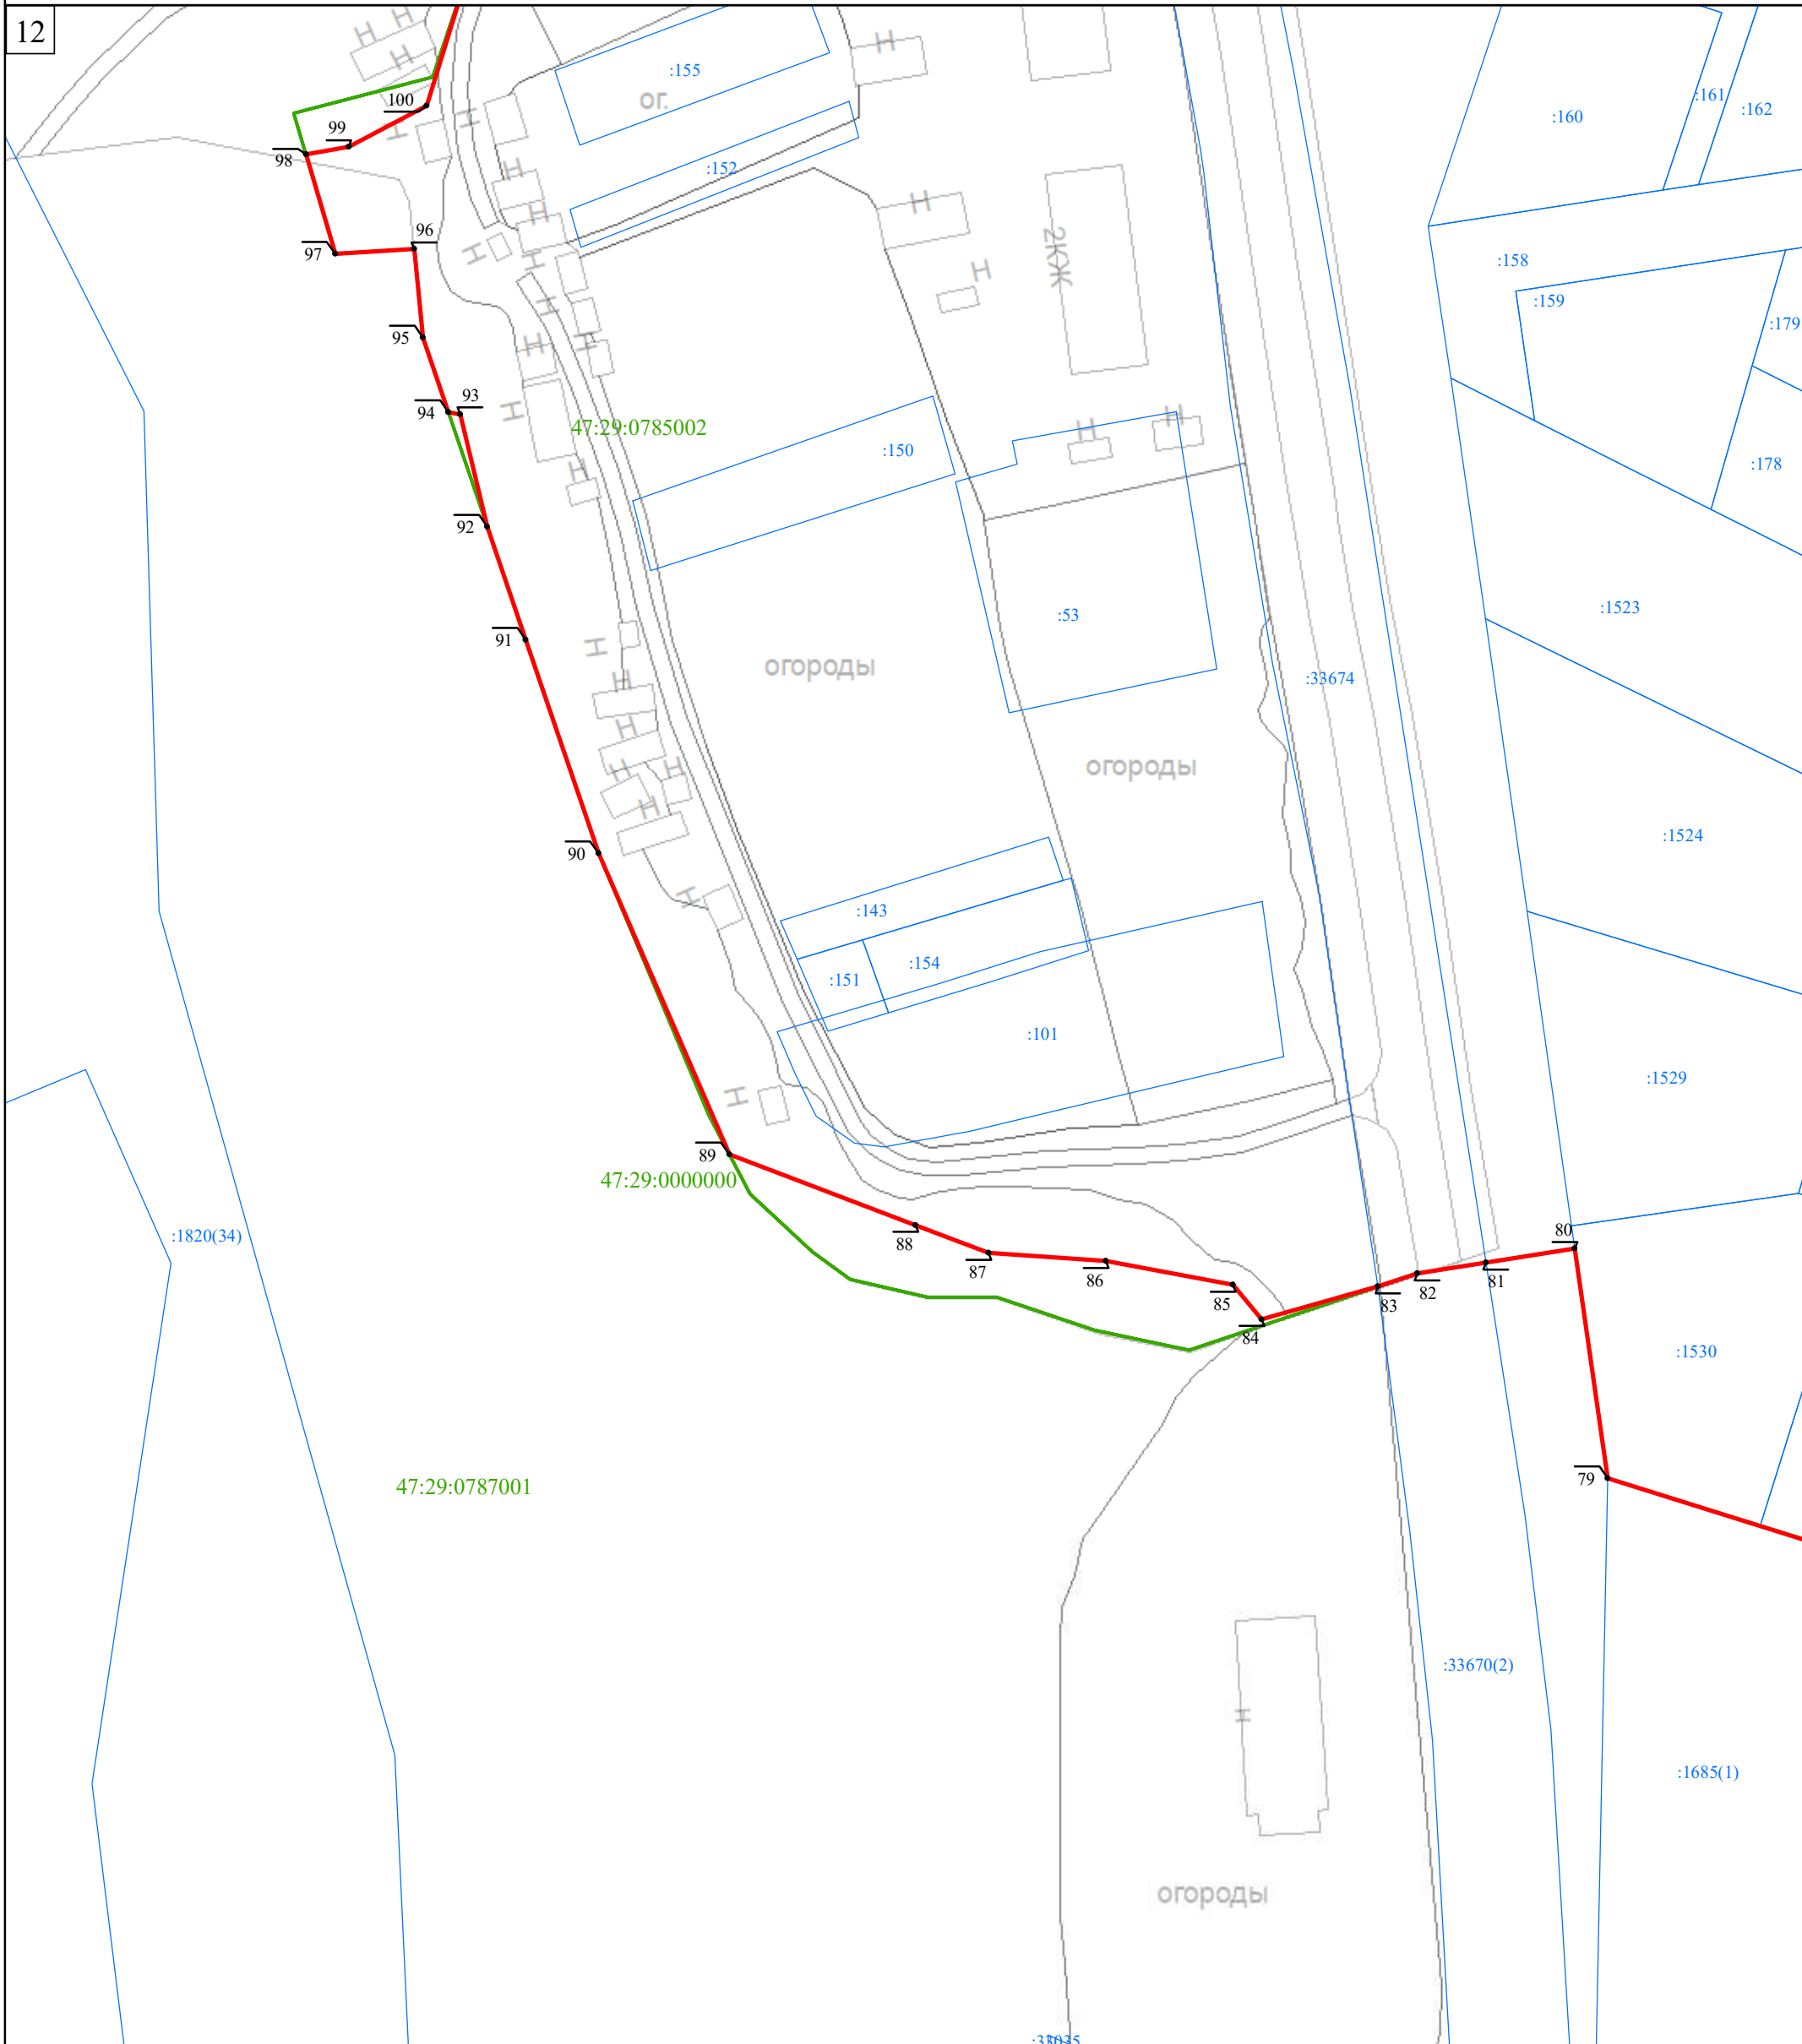 12
Н
Н
Н
Н
:155
ог.
100
:161
:162
:160
99
Н
Н
98
:152
Н
Н
Н
96
97
Н
Н
2КЖ
:158
Н
Н
:159
Н
:179
95
Н
Н
93
94
Н
Н
Н
47:29:0785002
:150
:178
Н
92
:1523
:53
91
Н
огороды
:33674
Н
Н
огороды
Н
Н
Н
:1524
90
Н
:143
:154
:151
:101
:1529
Н
89
47:29:0000000
:1820(34)
80
88
87
86
81
82
85
83
84
:1530
79
47:29:0787001
:33670(2)
Н
:1685(1)
огороды